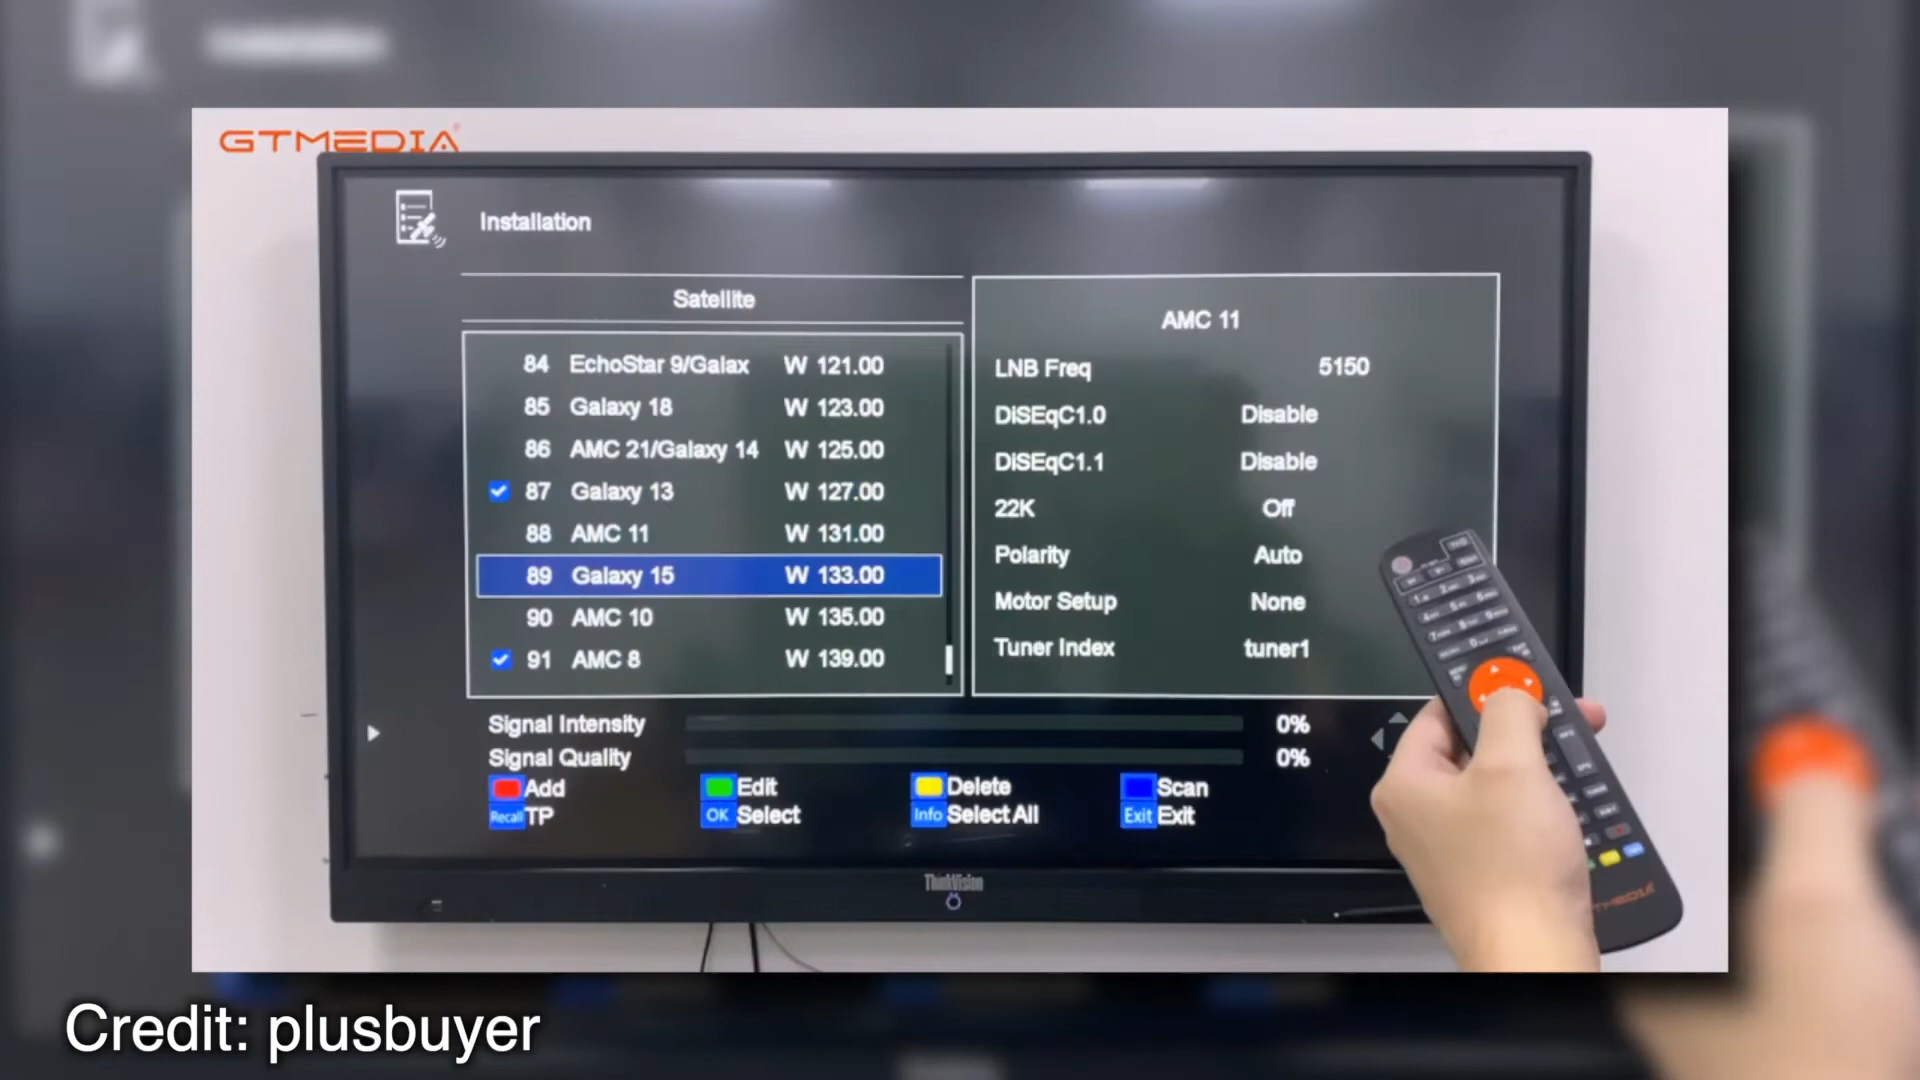 GTMEDIA
Installation
Satellite
84 EchoStar 9/Galax W 121.00
85 Galaxy 18 W 123.00
86 AMC 21/Galaxy 14 W 125.00
87 Galaxy 13 W 127.00
88 AMC 11 W 131.00
89 Galaxy 15 W 133.00
90 AMC 10 W 135.00
91 AMC 8 W 139.00
AMC 11
LNB Freq 5150
DiSEqC1.0 Disable
DiSEqC1.1 Disable
22K Off
Polarity Auto
Motor Setup None
Tuner Index tuner1
Signal Intensity 0%
Signal Quality 0%
Add Edit Delete Scan
Recall TP OK Select Info Select All Exit Exit
ThinkVision
GTMEDIA
Credit: plusbuyer